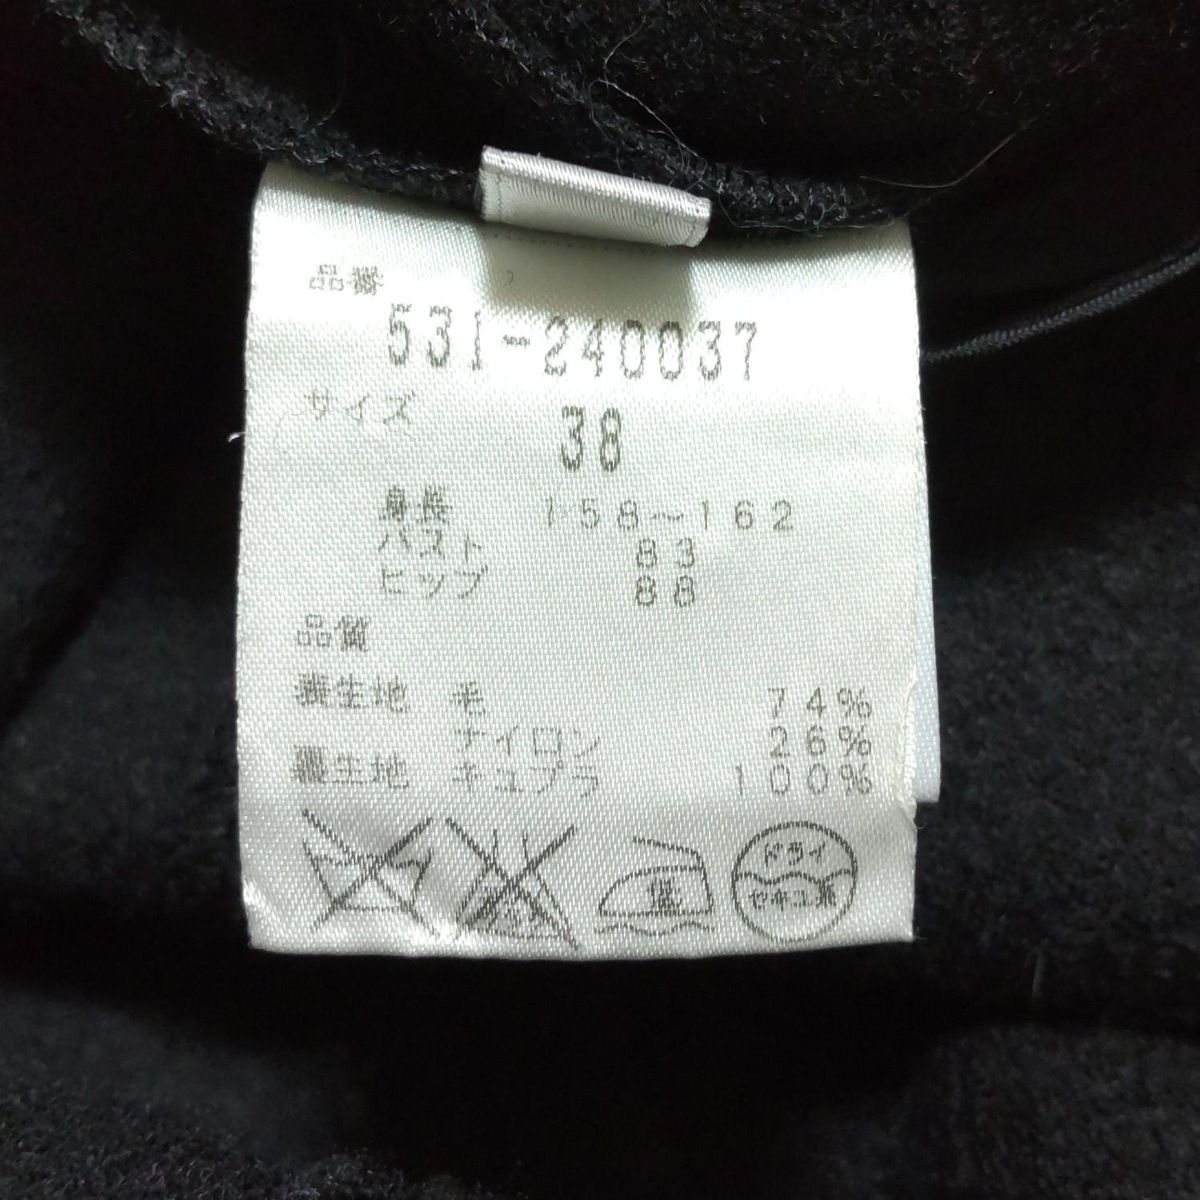 品番
531-240037
サイズ 38
身長 158〜162
バスト 83
ヒップ 88
品質
表生地 毛 74%
ナイロン 26%
裏生地 キュプラ 100%
低
ドライ
セキユ系